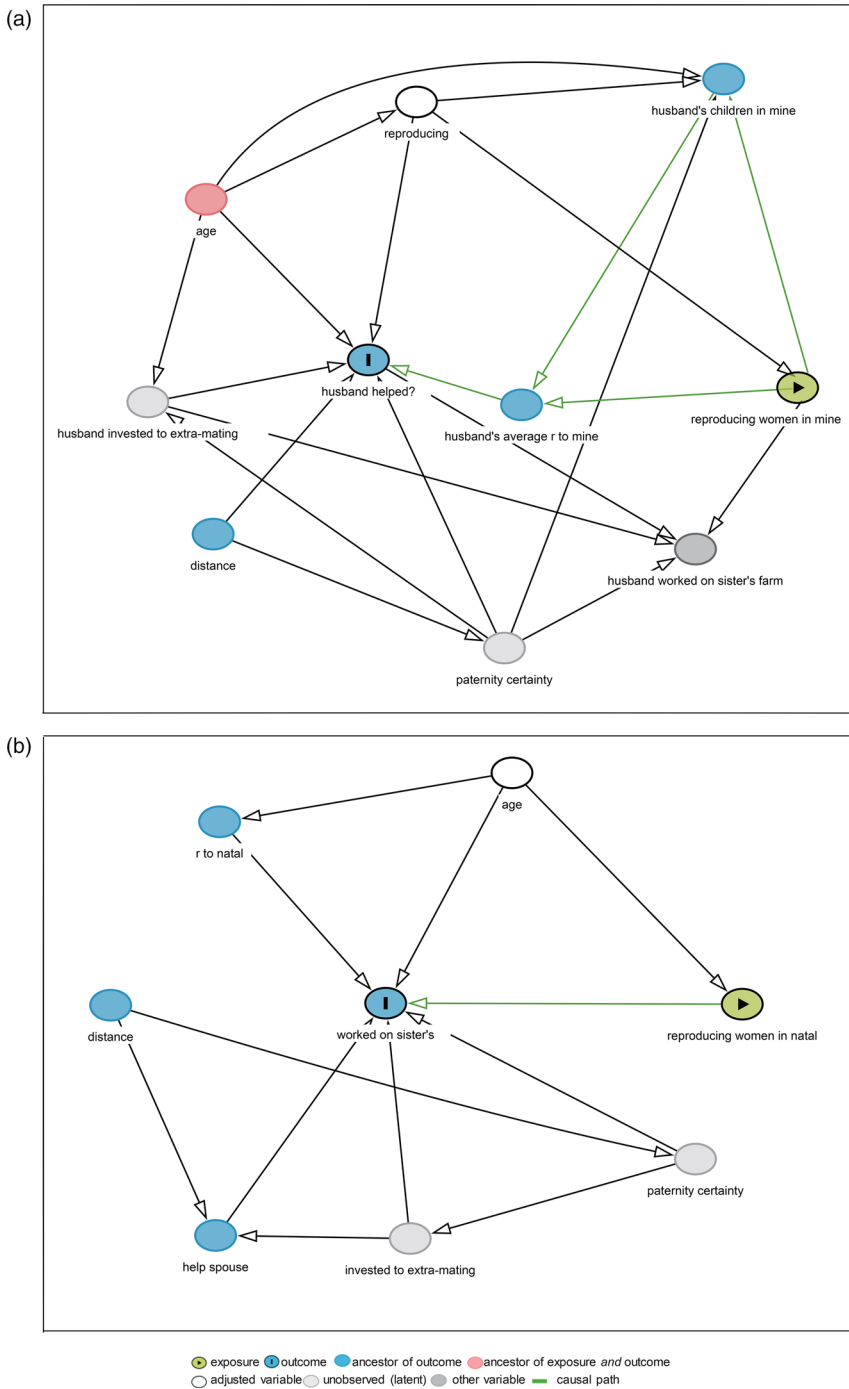 (a)
husband's children in mine
reproducing
age
husband helped?
husband invested to extra-mating
husband's average r to mine
reproducing women in mine
distance
husband worked on sister's farm
paternity certainty
(b)
age
r to natal
distance
worked on sister's
reproducing women in natal
paternity certainty
help spouse
invested to extra-mating
exposure outcome ancestor of outcome ancestor of exposure and outcome
adjusted variable unobserved (latent) other variable causal path